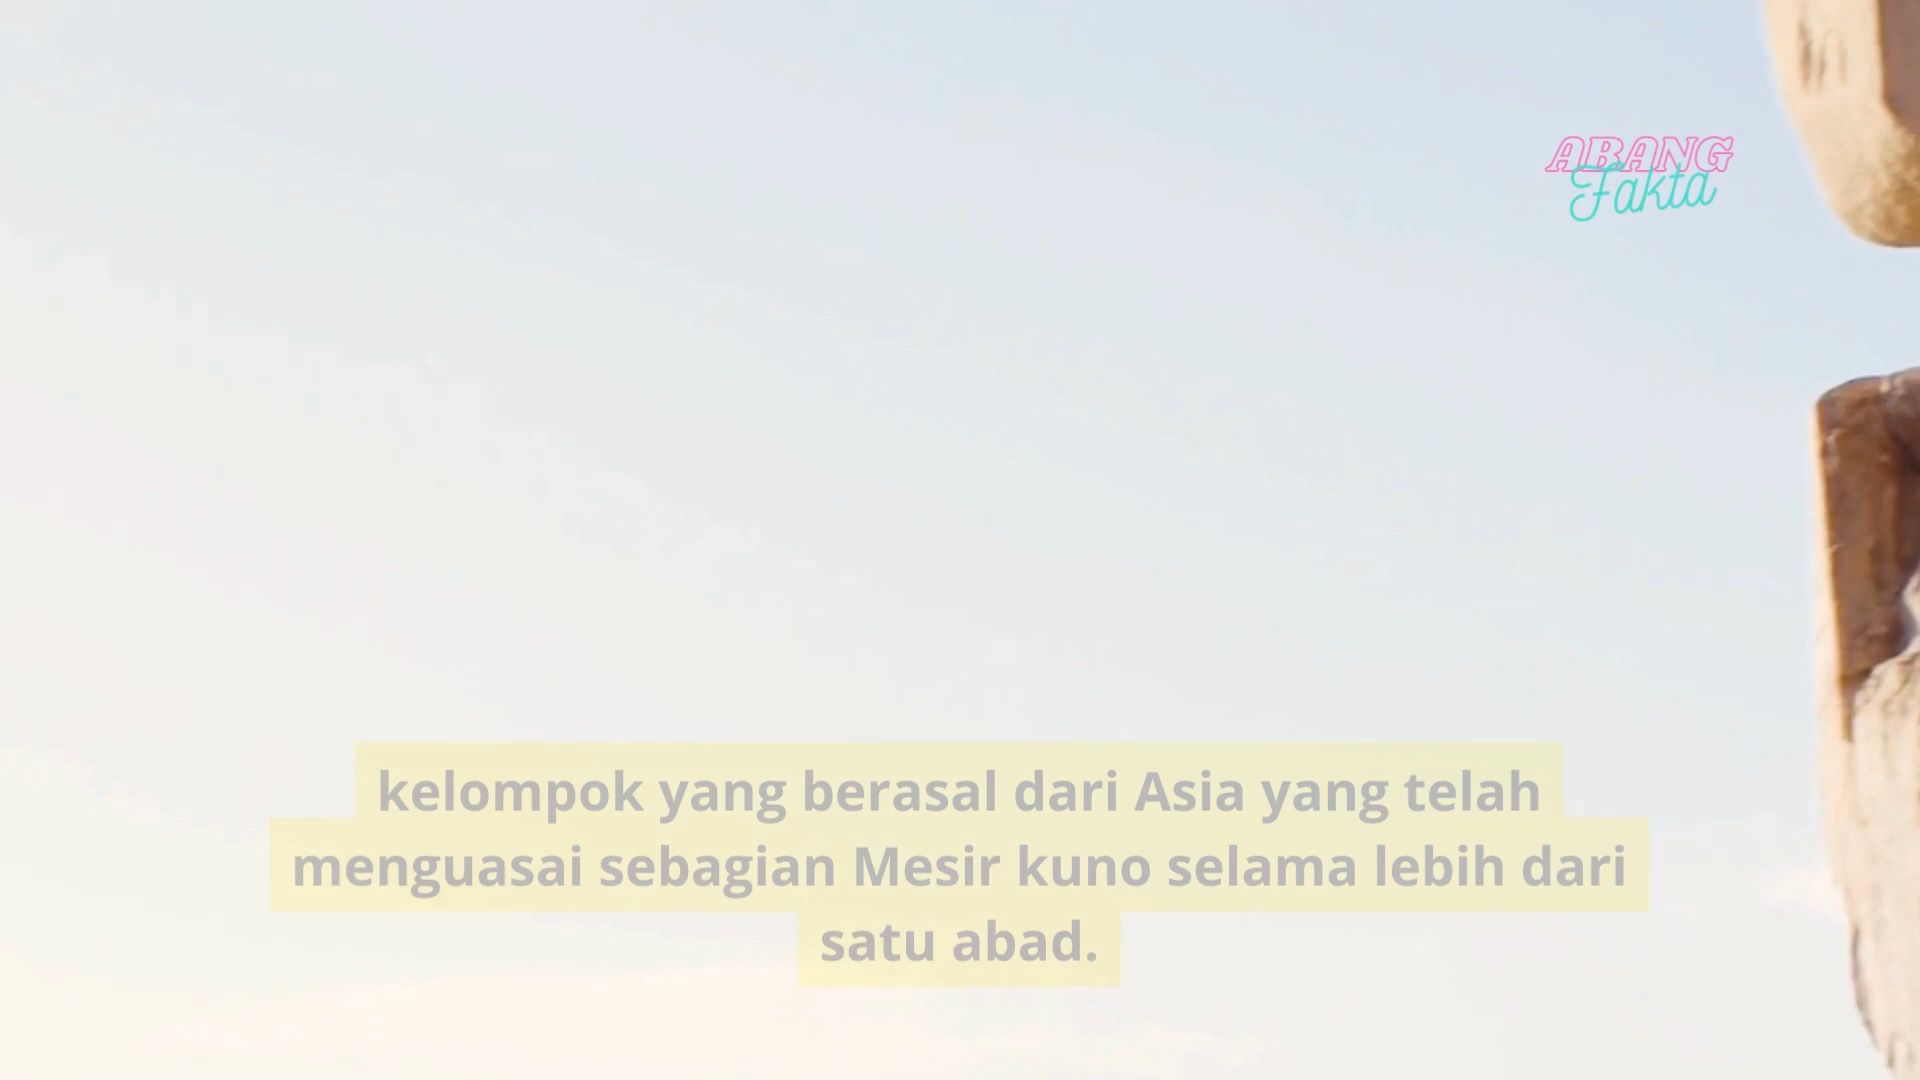 ABANG
Fakta
kelompok yang berasal dari Asia yang telah
menguasai sebagian Mesir kuno selama lebih dari
satu abad.